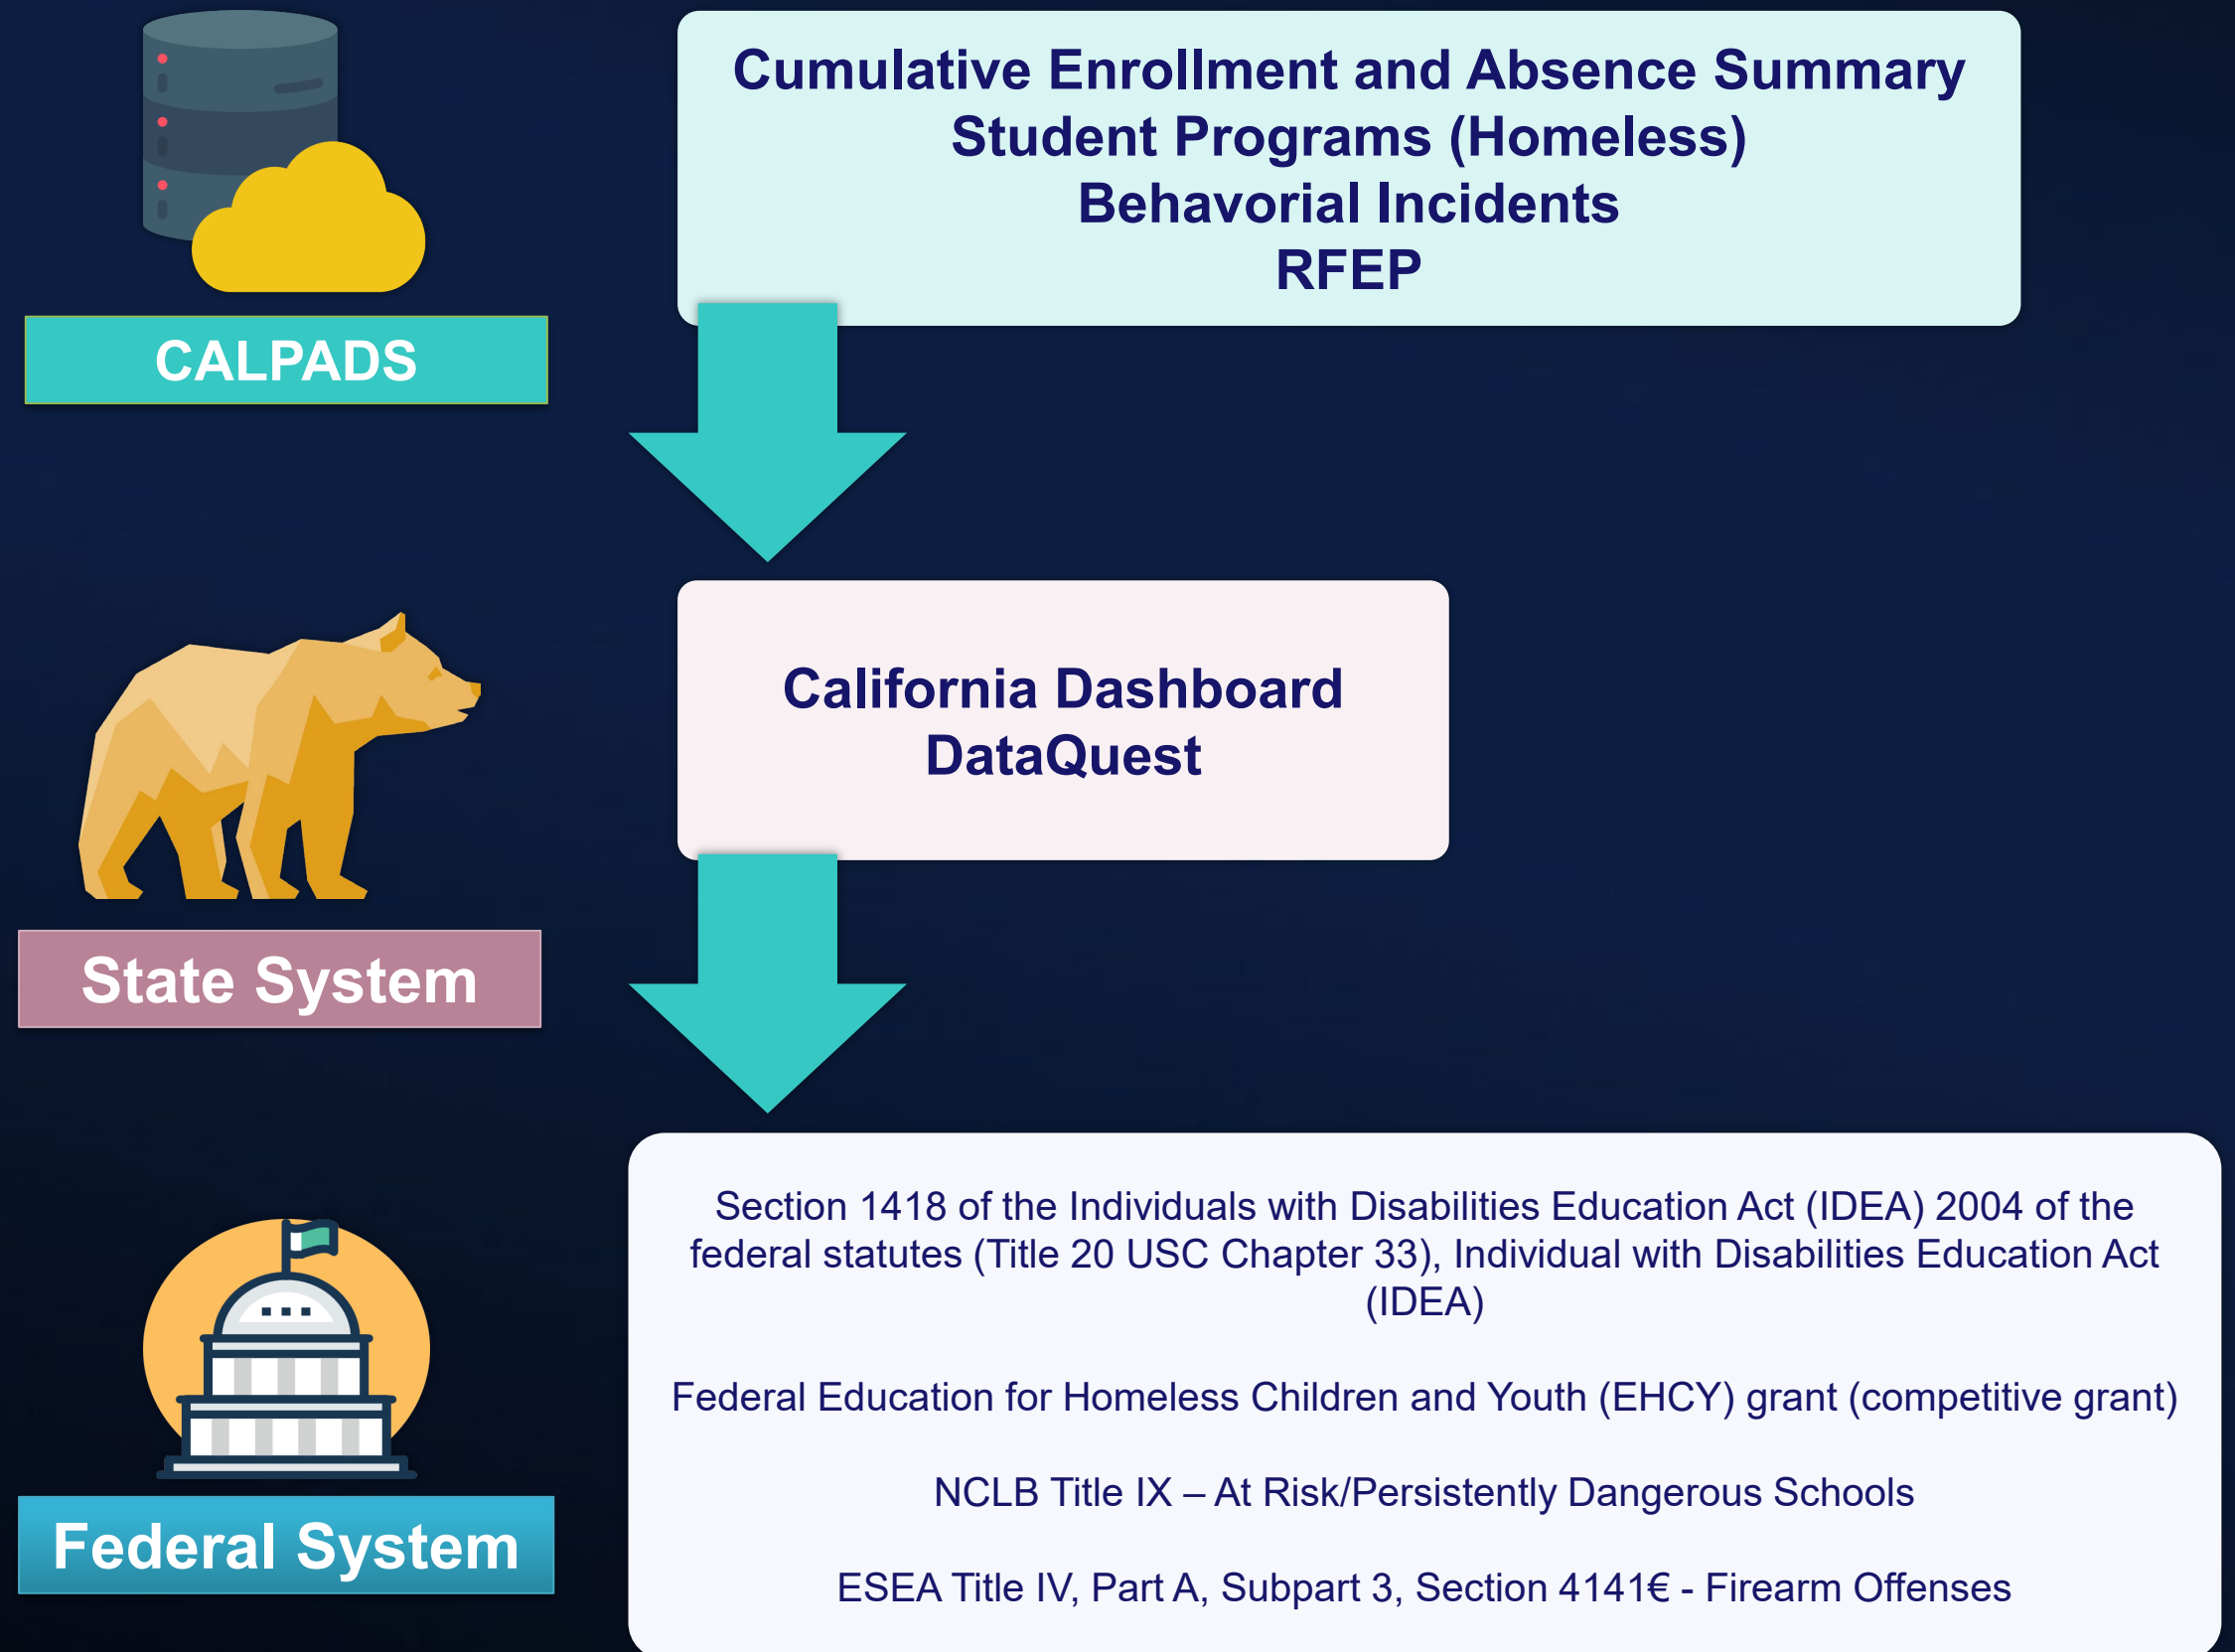 Cumulative Enrollment and Absence Summary
Student Programs (Homeless)
Behavorial Incidents
RFEP
CALPADS
California Dashboard
DataQuest
State System
Section 1418 of the Individuals with Disabilities Education Act (IDEA) 2004 of the
federal statutes (Title 20 USC Chapter 33), Individual with Disabilities Education Act
(IDEA)
Federal Education for Homeless Children and Youth (EHCY) grant (competitive grant)
NCLB Title IX – At Risk/Persistently Dangerous Schools
ESEA Title IV, Part A, Subpart 3, Section 4141€ - Firearm Offenses
Federal System